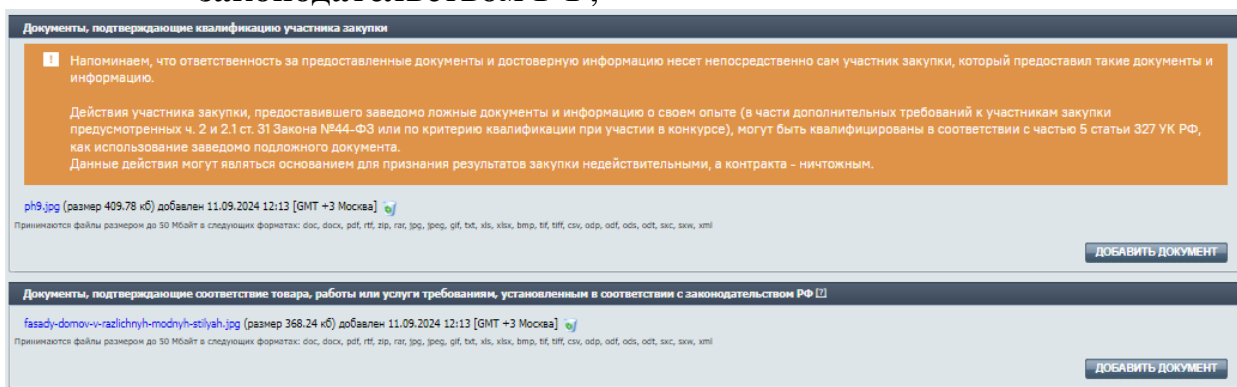 законодательством РФ;
Документы, подтверждающие квалификацию участника закупки
! Напоминаем, что ответственность за предоставленные документы и достоверную информацию несет непосредственно сам участник закупки, который предоставил такие документы и
информацию.
Действия участника закупки, предоставившего заведомо ложные документы и информацию о своем опыте (в части дополнительных требований к участникам закупки
предусмотренных ч. 2 и 2.1 ст. 31 Закона №44-ФЗ или по критерию квалификации при участии в конкурсе), могут быть квалифицированы в соответствии с частью 5 статьи 327 УК РФ,
как использование заведомо подложного документа.
Данные действия могут являться основанием для признания результатов закупки недействительными, а контракта - ничтожным.
ph9.jpg (размер 409.78 кб) добавлен 11.09.2024 12:13 [GMT +3 Москва]
Принимаются файлы размером до 50 Мбайт в следующих форматах: doc, docx, pdf, rtf, zip, rar, jpg, jpeg, gif, txt, xls, xlsx, bmp, tif, tiff, csv, odp, odf, ods, odt, sxc, sxw, xml
ДОБАВИТЬ ДОКУМЕНТ
Документы, подтверждающие соответствие товара, работы или услуги требованиям, установленным в соответствии с законодательством РФ [?]
fasady-domov-v-razlichnyh-modnyh-stilyah.jpg (размер 368.24 кб) добавлен 11.09.2024 12:13 [GMT +3 Москва]
Принимаются файлы размером до 50 Мбайт в следующих форматах: doc, docx, pdf, rtf, zip, rar, jpg, jpeg, gif, txt, xls, xlsx, bmp, tif, tiff, csv, odp, odf, ods, odt, sxc, sxw, xml
ДОБАВИТЬ ДОКУМЕНТ